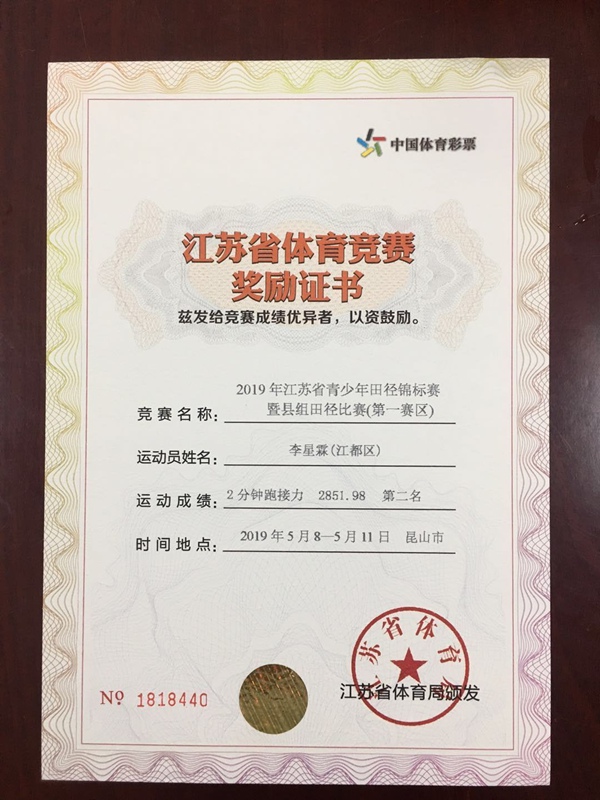 中国体育彩票
江苏省体育竞赛
奖励证书
兹发给竞赛成绩优异者，以资鼓励。
2019年江苏省青少年田径锦标赛
竞赛名称：暨县组田径比赛(第一赛区)
运动员姓名：李星霖(江都区)
运动成绩：2分钟跑接力 2851.98 第二名
时间地点：2019年5月8—5月11日 昆山市
江苏省体育局
江苏省体育局颁发
Nº 1818440